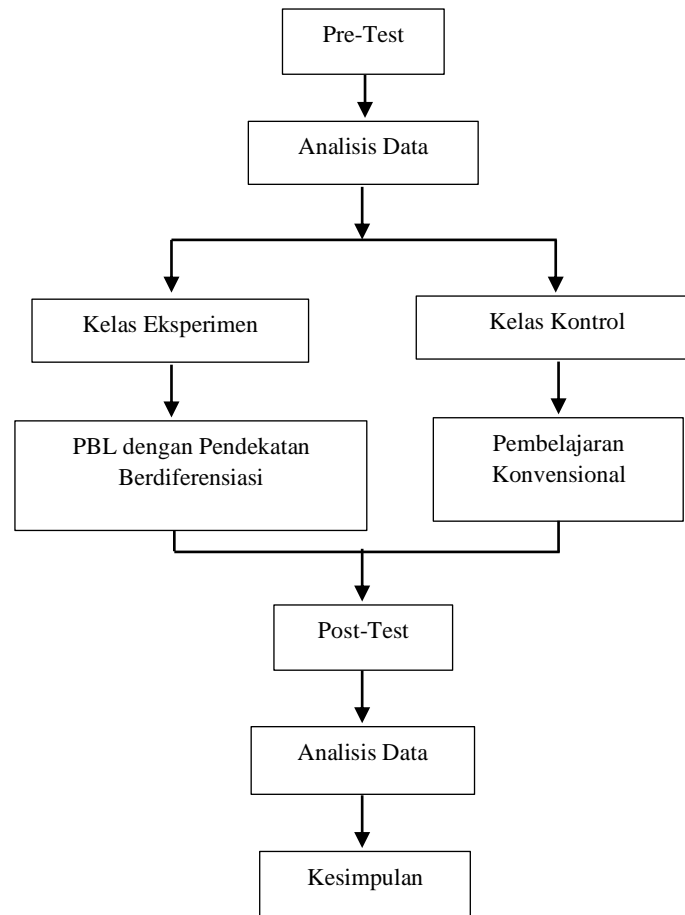 Pre-Test
Analisis Data
Kelas Eksperimen
Kelas Kontrol
PBL dengan Pendekatan
Berdiferensiasi
Pembelajaran
Konvensional
Post-Test
Analisis Data
Kesimpulan